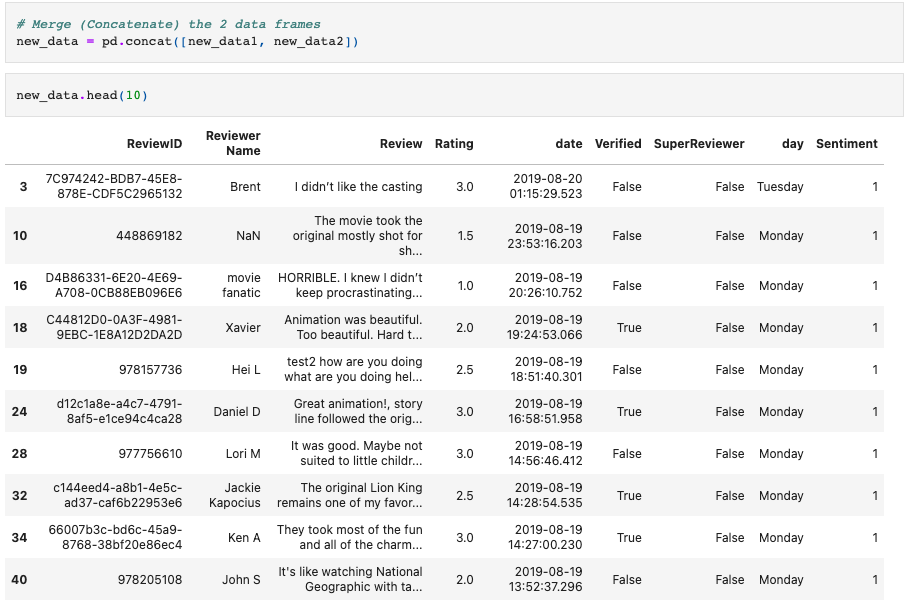 # Merge (Concatenate) the 2 data frames
new_data = pd.concat([new_data1, new_data2])
new_data.head(10)
ReviewID Reviewer Name Review Rating date Verified SuperReviewer day Sentiment
3 7C974242-BDB7-45E8-878E-CDF5C2965132 Brent I didn’t like the casting 3.0 2019-08-20 01:15:29.523 False False Tuesday 1
10 448869182 NaN The movie took the original mostly shot for sh... 1.5 2019-08-19 23:53:16.203 False False Monday 1
16 D4B86331-6E20-4E69-A708-0CB88EB096E6 movie fanatic HORRIBLE. I knew I didn’t keep procrastinating... 1.0 2019-08-19 20:26:10.752 False False Monday 1
18 C44812D0-0A3F-4981-9EBC-1E8A12D2DA2D Xavier Animation was beautiful. Too beautiful. Hard t... 2.0 2019-08-19 19:24:53.066 True False Monday 1
19 978157736 Hei L test2 how are you doing what are you doing hel... 2.5 2019-08-19 18:51:40.301 False False Monday 1
24 d12c1a8e-a4c7-4791-8af5-e1ce94c4ca28 Daniel D Great animation!, story line followed the orig... 3.0 2019-08-19 16:58:51.958 True False Monday 1
28 977756610 Lori M It was good. Maybe not suited to little childr... 3.0 2019-08-19 14:56:46.412 False False Monday 1
32 c144eed4-a8b1-4e5c-ad37-caf6b22953e6 Jackie Kapocius The original Lion King remains one of my favor... 2.5 2019-08-19 14:28:54.535 True False Monday 1
34 66007b3c-bd6c-45a9-8768-38bf20e86ec4 Ken A They took most of the fun and all of the charm... 3.0 2019-08-19 14:27:00.230 True False Monday 1
40 978205108 John S It's like watching National Geographic with ta... 2.0 2019-08-19 13:52:37.296 False False Monday 1